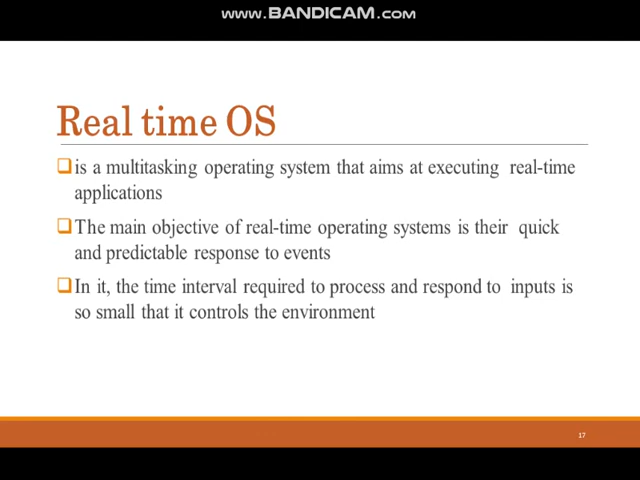 www.BANDICAM.com
Real time OS
is a multitasking operating system that aims at executing real-time
applications
The main objective of real-time operating systems is their quick
and predictable response to events
In it, the time interval required to process and respond to inputs is
so small that it controls the environment
17